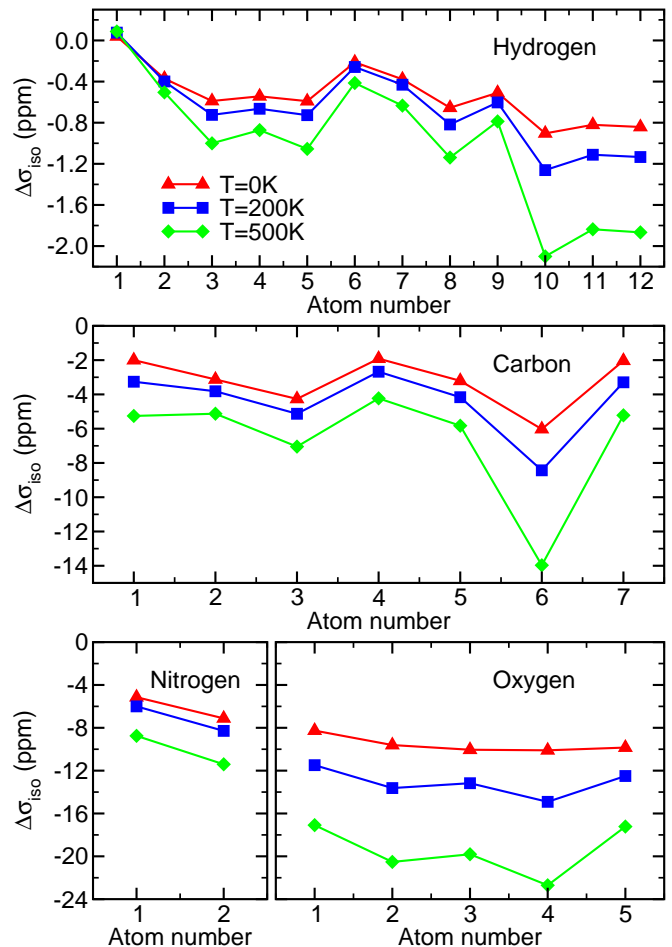 0.0
-0.4
-0.8
-1.2
-1.6
-2.0
Δσiso (ppm)
Hydrogen
T=0K
T=200K
T=500K
1 2 3 4 5 6 7 8 9 10 11 12
Atom number
0
-2
-4
-6
-8
-10
-12
-14
Δσiso (ppm)
Carbon
1 2 3 4 5 6 7
Atom number
0
-4
-8
-12
-16
-20
-24
Δσiso (ppm)
Nitrogen
Oxygen
1 2
1 2 3 4 5
Atom number
Atom number